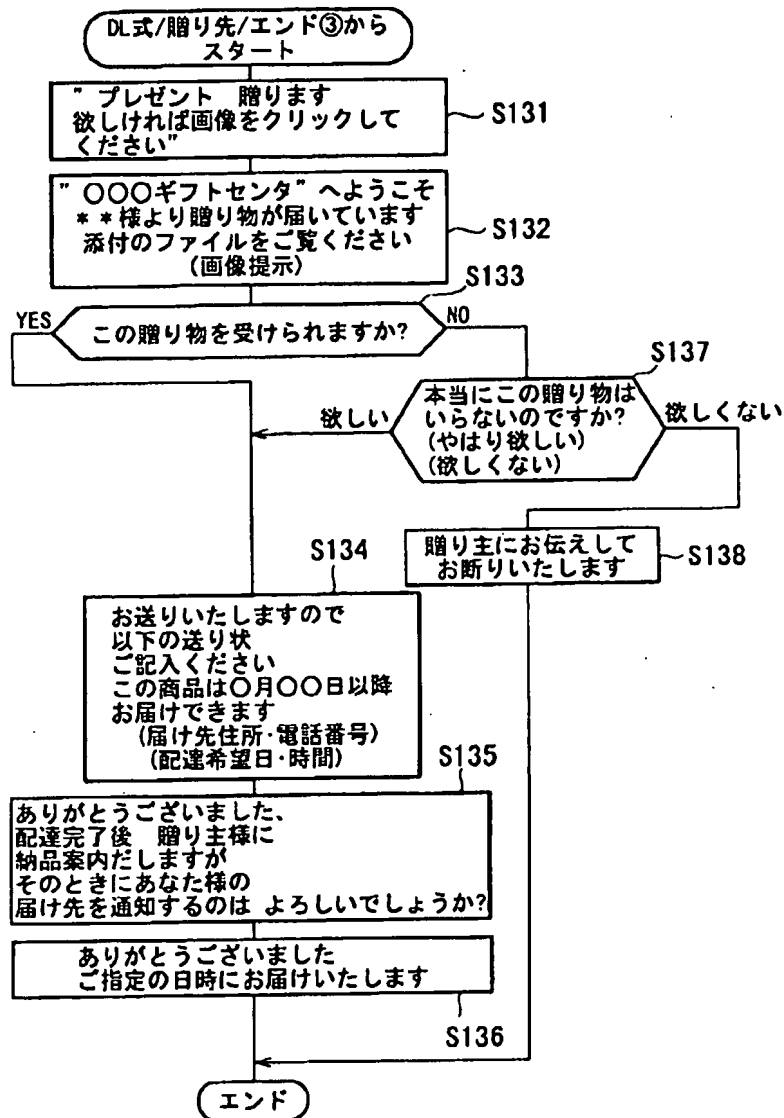 DL式/贈り先/エンド③から
スタート
” プレゼント 贈ります
欲しければ画像をクリックして
ください”
S131
” 〇〇〇ギフトセンタ” へようこそ
**様より贈り物が届いています
添付のファイルをご覧ください
(画像提示)
S132
S133
YES
この贈り物を受けられますか?
NO
S137
本当にこの贈り物は
いらないのですか?
(やはり欲しい)
(欲しくない)
欲しい
欲しくない
贈り主にお伝えして
お断りいたします
S138
S134
お送りいたしますので
以下の送り状
ご記入ください
この商品は〇月〇〇日以降
お届けできます
(届け先住所・電話番号)
(配達希望日・時間)
S135
ありがとうございました、
配達完了後 贈り主様に
納品案内だしますが
そのときにあなた様の
届け先を通知するのは よろしいでしょうか?
ありがとうございました
ご指定の日時にお届けいたします
S136
エンド